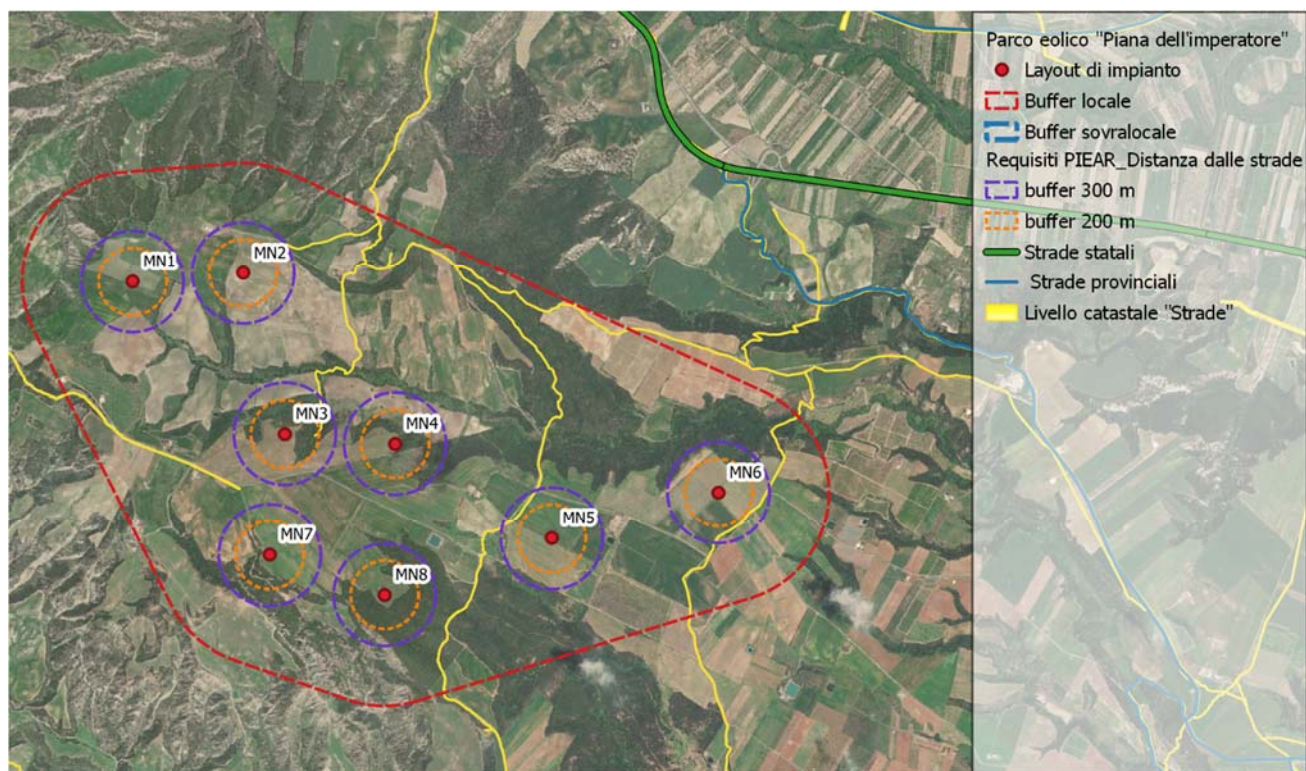 Parco eolico "Piana dell'imperatore"
Layout di impianto
Buffer locale
Buffer sovralocale
Requisiti PIEAR_Distanza dalle strade
buffer 300 m
buffer 200 m
Strade statali
Strade provinciali
Livello catastale "Strade"
MN1
MN2
MN3
MN4
MN6
MN5
MN7
MN8